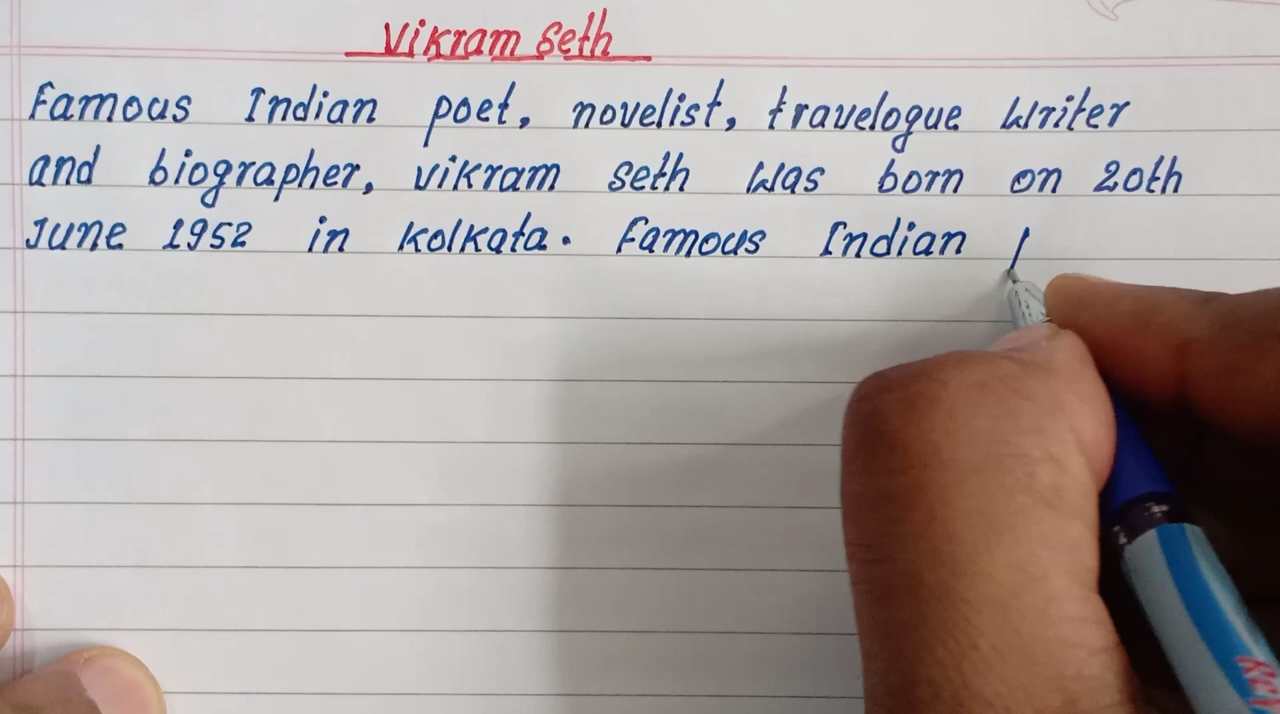 Vikram Seth
Famous Indian poet, novelist, travelogue writer
and biographer, vikram seth was born on 20th
June 1952 in Kolkata. Famous Indian